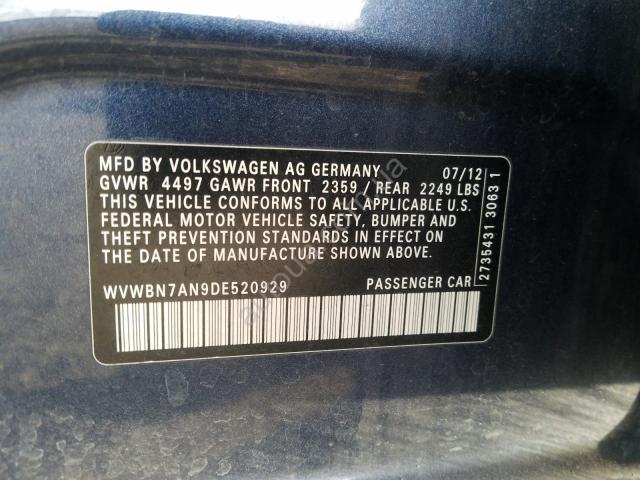 MFD BY VOLKSWAGEN AG GERMANY 07/12
GVWR 4497 GAWR FRONT 2359 / REAR 2249 LBS
THIS VEHICLE CONFORMS TO ALL APPLICABLE U.S.
FEDERAL MOTOR VEHICLE SAFETY, BUMPER AND
THEFT PREVENTION STANDARDS IN EFFECT ON
THE DATE OF MANUFACTURE SHOWN ABOVE.
WVWBN7AN9DE520929 PASSENGER CAR
2735431 3063 1